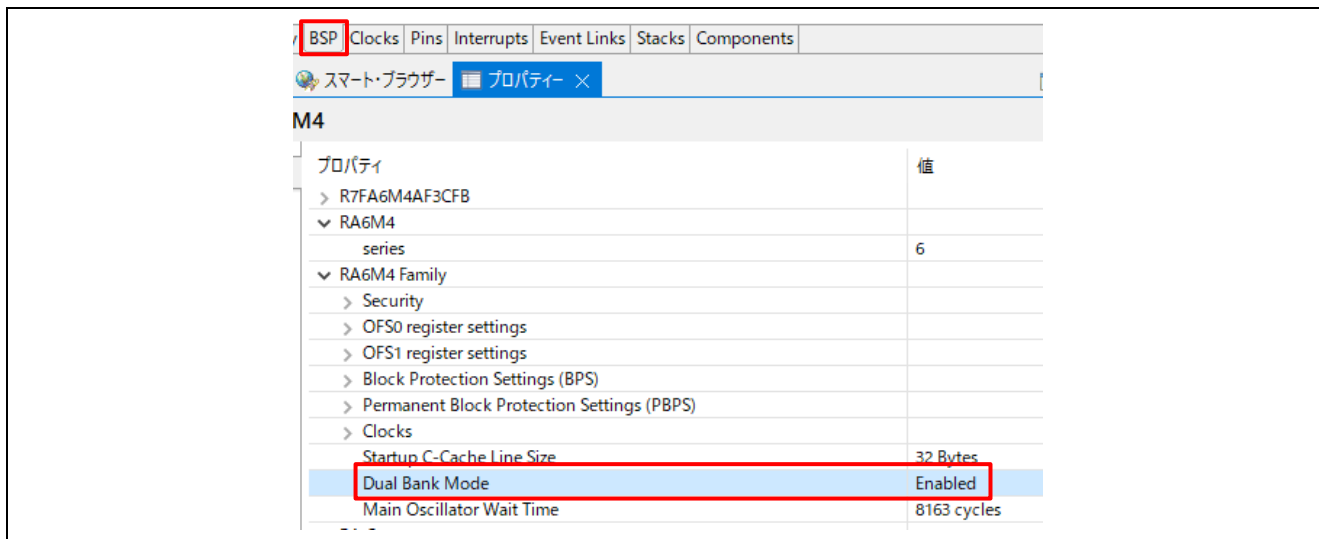 BSP Clocks Pins Interrupts Event Links Stacks Components
スマート・ブラウザー プロパティー
M4
プロパティ 値
R7FA6M4AF3CFB
RA6M4
series 6
RA6M4 Family
Security
OFS0 register settings
OFS1 register settings
Block Protection Settings (BPS)
Permanent Block Protection Settings (PBPS)
Clocks
Startup C-Cache Line Size 32 Bytes
Dual Bank Mode Enabled
Main Oscillator Wait Time 8163 cycles